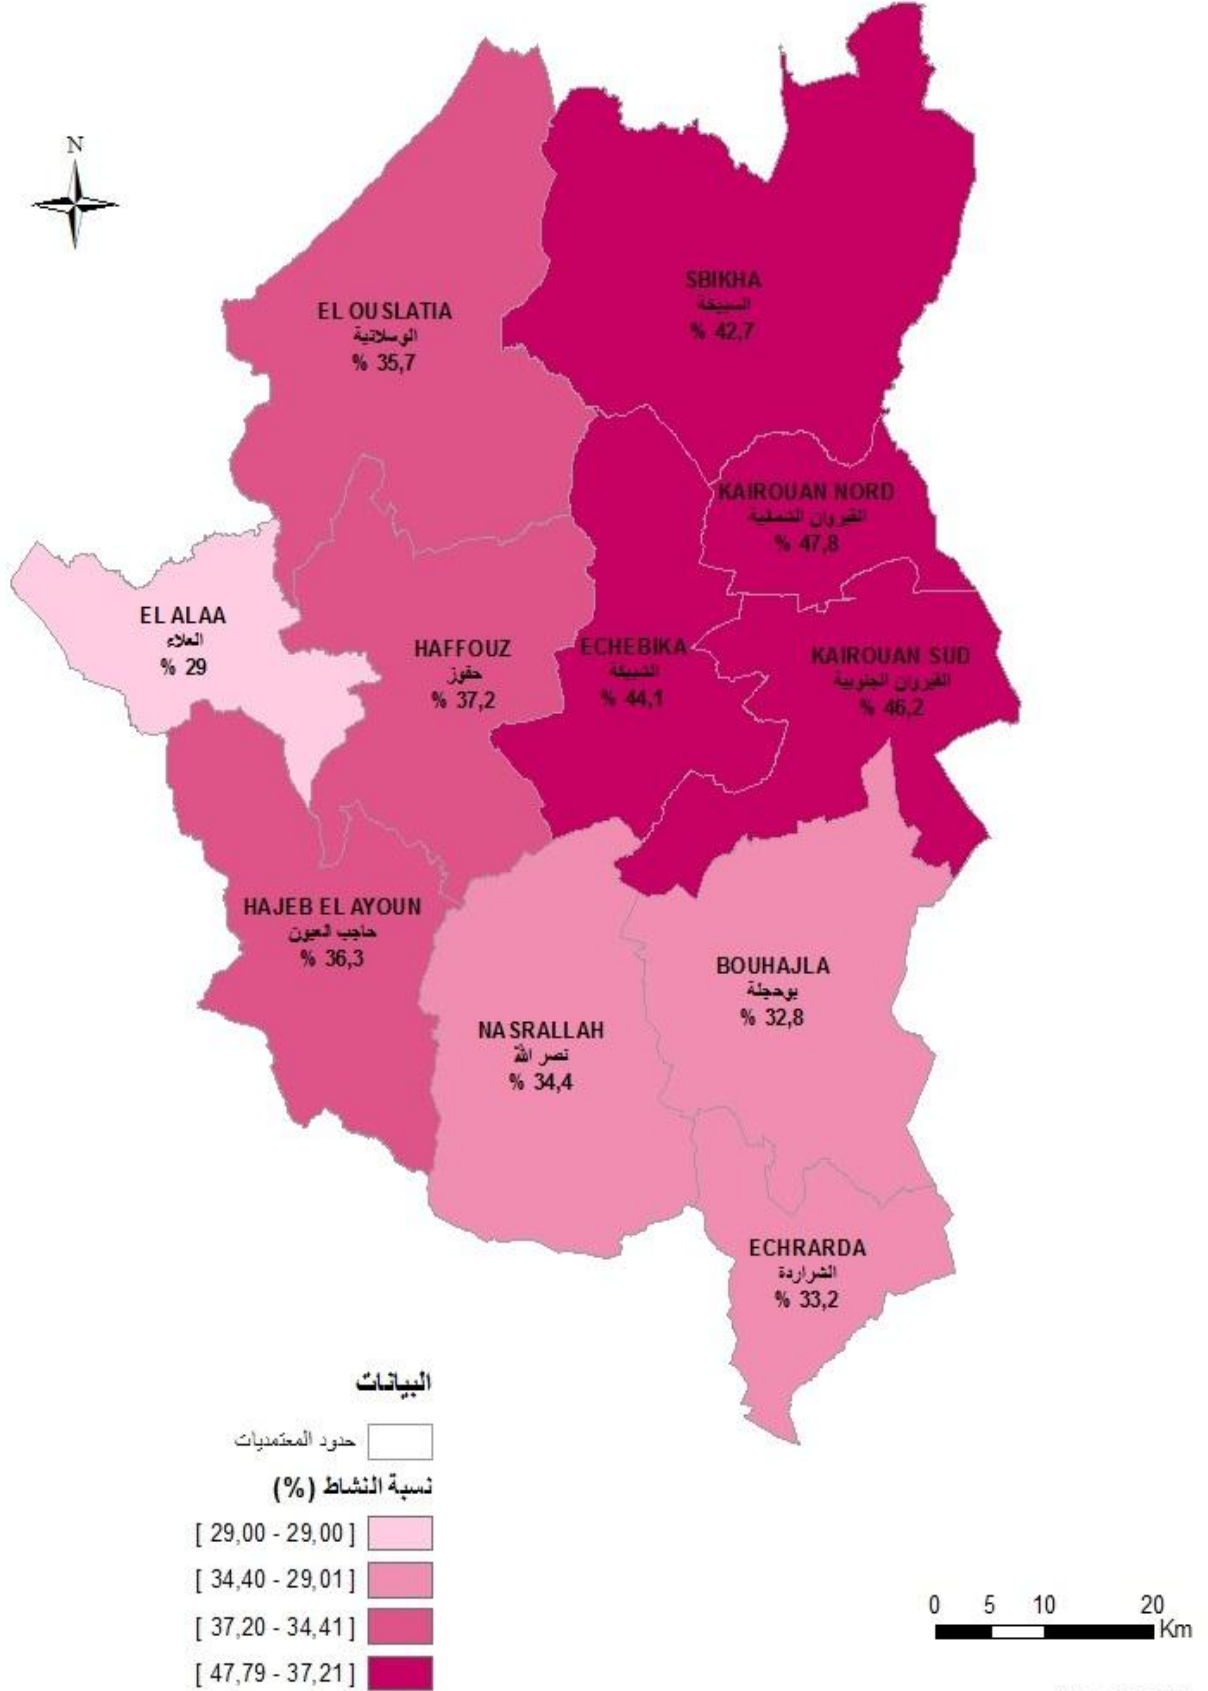 N
SBIKHA
السبيخة
% 42,7
EL OUSLATIA
الوسلاتية
% 35,7
KAIROUAN NORD
القيروان الشمالية
% 47,8
EL ALAA
العلاء
% 29
HAFFOUZ
حفوز
% 37,2
ECHEBIKA
الشبيكة
% 44,1
KAIROUAN SUD
القيروان الجنوبية
% 46,2
HAJEB EL AYOUN
حاجب العيون
% 36,3
BOUHAJLA
بوحجلة
% 32,8
NASRALLAH
نصر الله
% 34,4
ECHRARDA
الشراردة
% 33,2
البيانات
حدود المعتمديات
نسبة النشاط (%)
[ 29,00 - 29,00 ]
[ 34,40 - 29,01 ]
[ 37,20 - 34,41 ]
[ 47,79 - 37,21 ]
0 5 10 20
Km